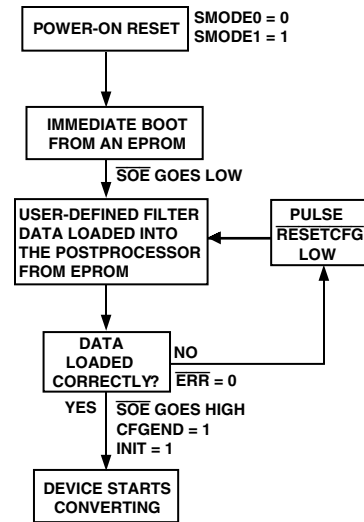 POWER-ON RESET
SMODE0 = 0
SMODE1 = 1
IMMEDIATE BOOT
FROM AN EPROM
SOE GOES LOW
USER-DEFINED FILTER
DATA LOADED INTO
THE POSTPROCESSOR
FROM EPROM
PULSE
RESETCFG
LOW
DATA
LOADED
CORRECTLY?
NO
ERR = 0
YES
SOE GOES HIGH
CFGEND = 1
INIT = 1
DEVICE STARTS
CONVERTING